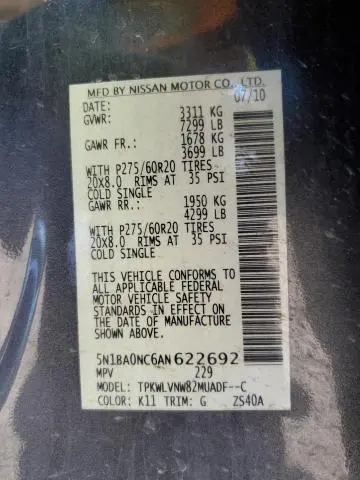 MFD BY NISSAN MOTOR CO., LTD.
DATE: 07/10
GVWR: 3311 KG
7299 LB
GAWR FR.: 1678 KG
3699 LB
WITH P275/60R20 TIRES
20x8.0 RIMS AT 35 PSI
COLD SINGLE
GAWR RR.: 1950 KG
4299 LB
WITH P275/60R20 TIRES
20x8.0 RIMS AT 35 PSI
COLD SINGLE
THIS VEHICLE CONFORMS TO
ALL APPLICABLE FEDERAL
MOTOR VEHICLE SAFETY
STANDARDS IN EFFECT ON
THE DATE OF MANUFACTURE
SHOWN ABOVE.
5N1BA0NC6AN622692
MPV 229
MODEL: TPKWLVNW82MUADF--C
COLOR: K11 TRIM: G ZS40A